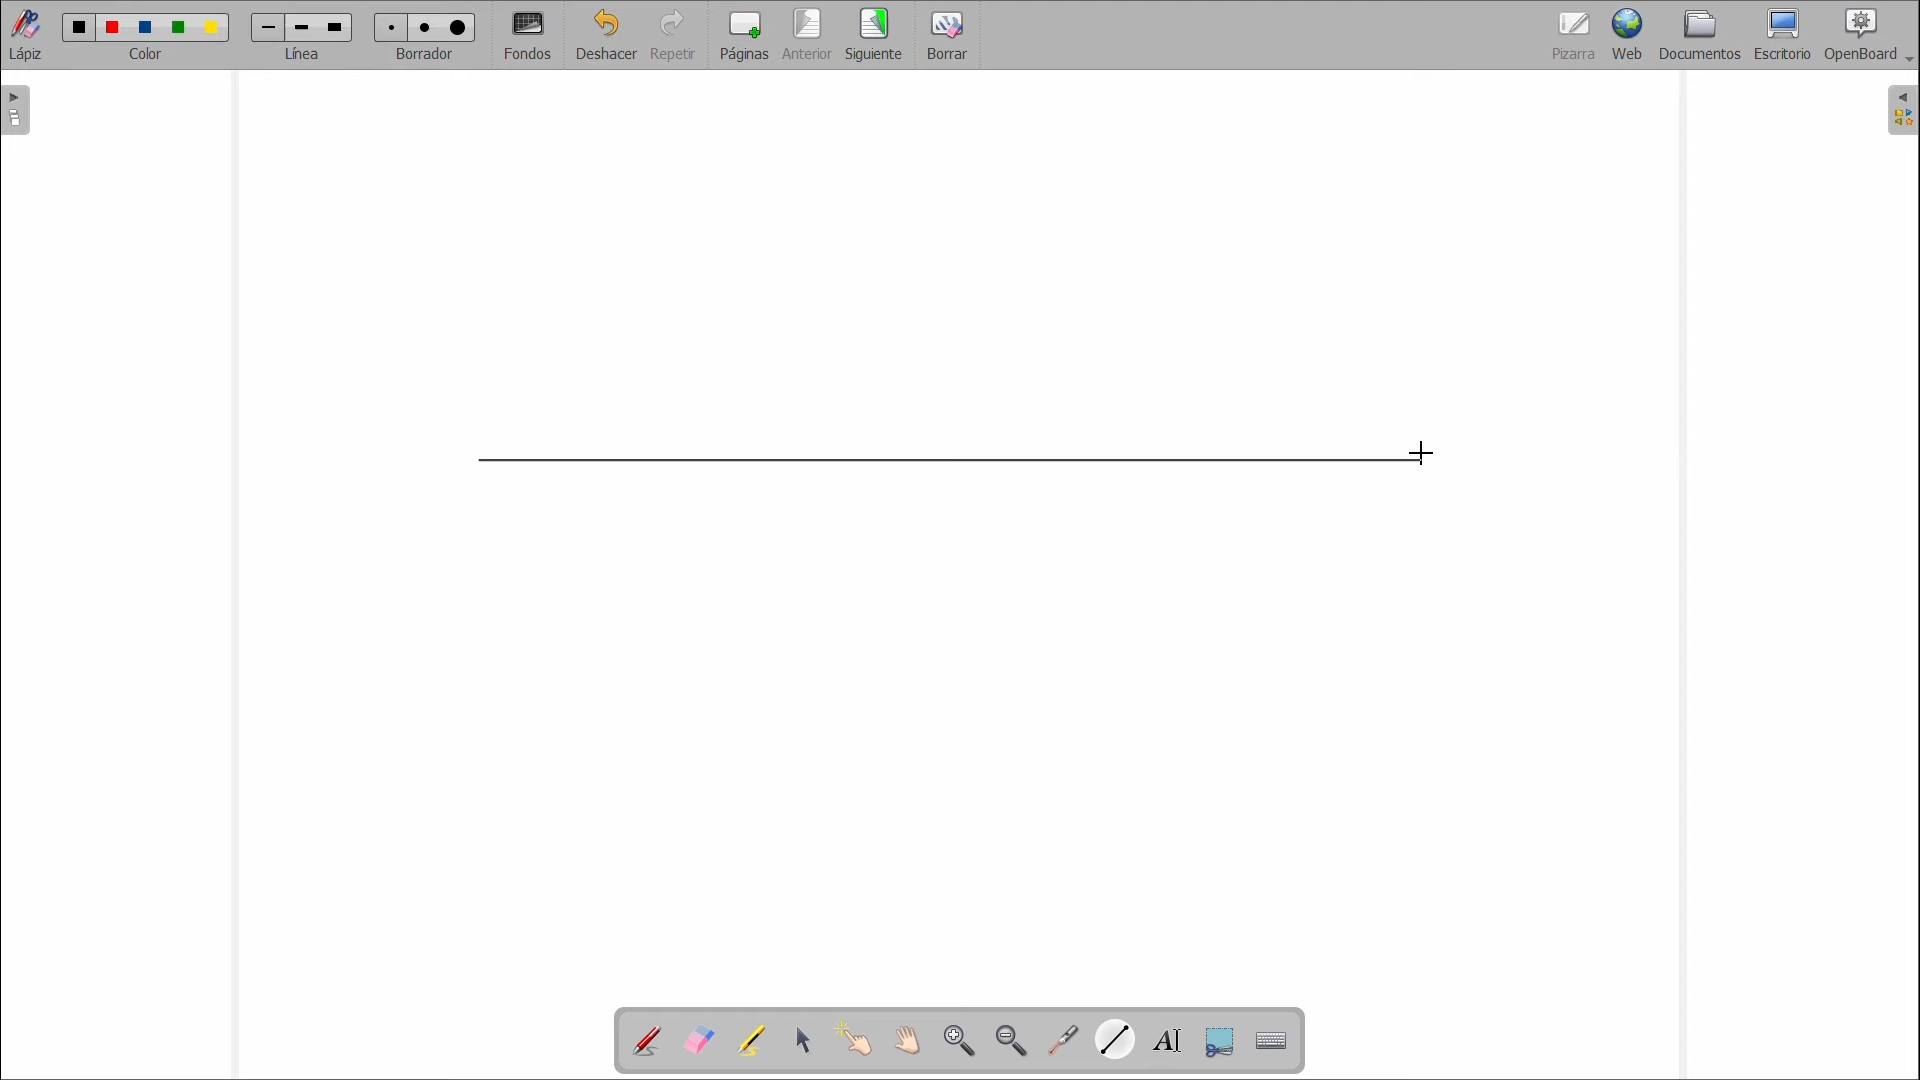 Lápiz
Color
Línea
Borrador
Fondos
Deshacer
Repetir
Páginas
Anterior
Siguiente
Borrar
Pizarra
Web
Documentos
Escritorio
OpenBoard